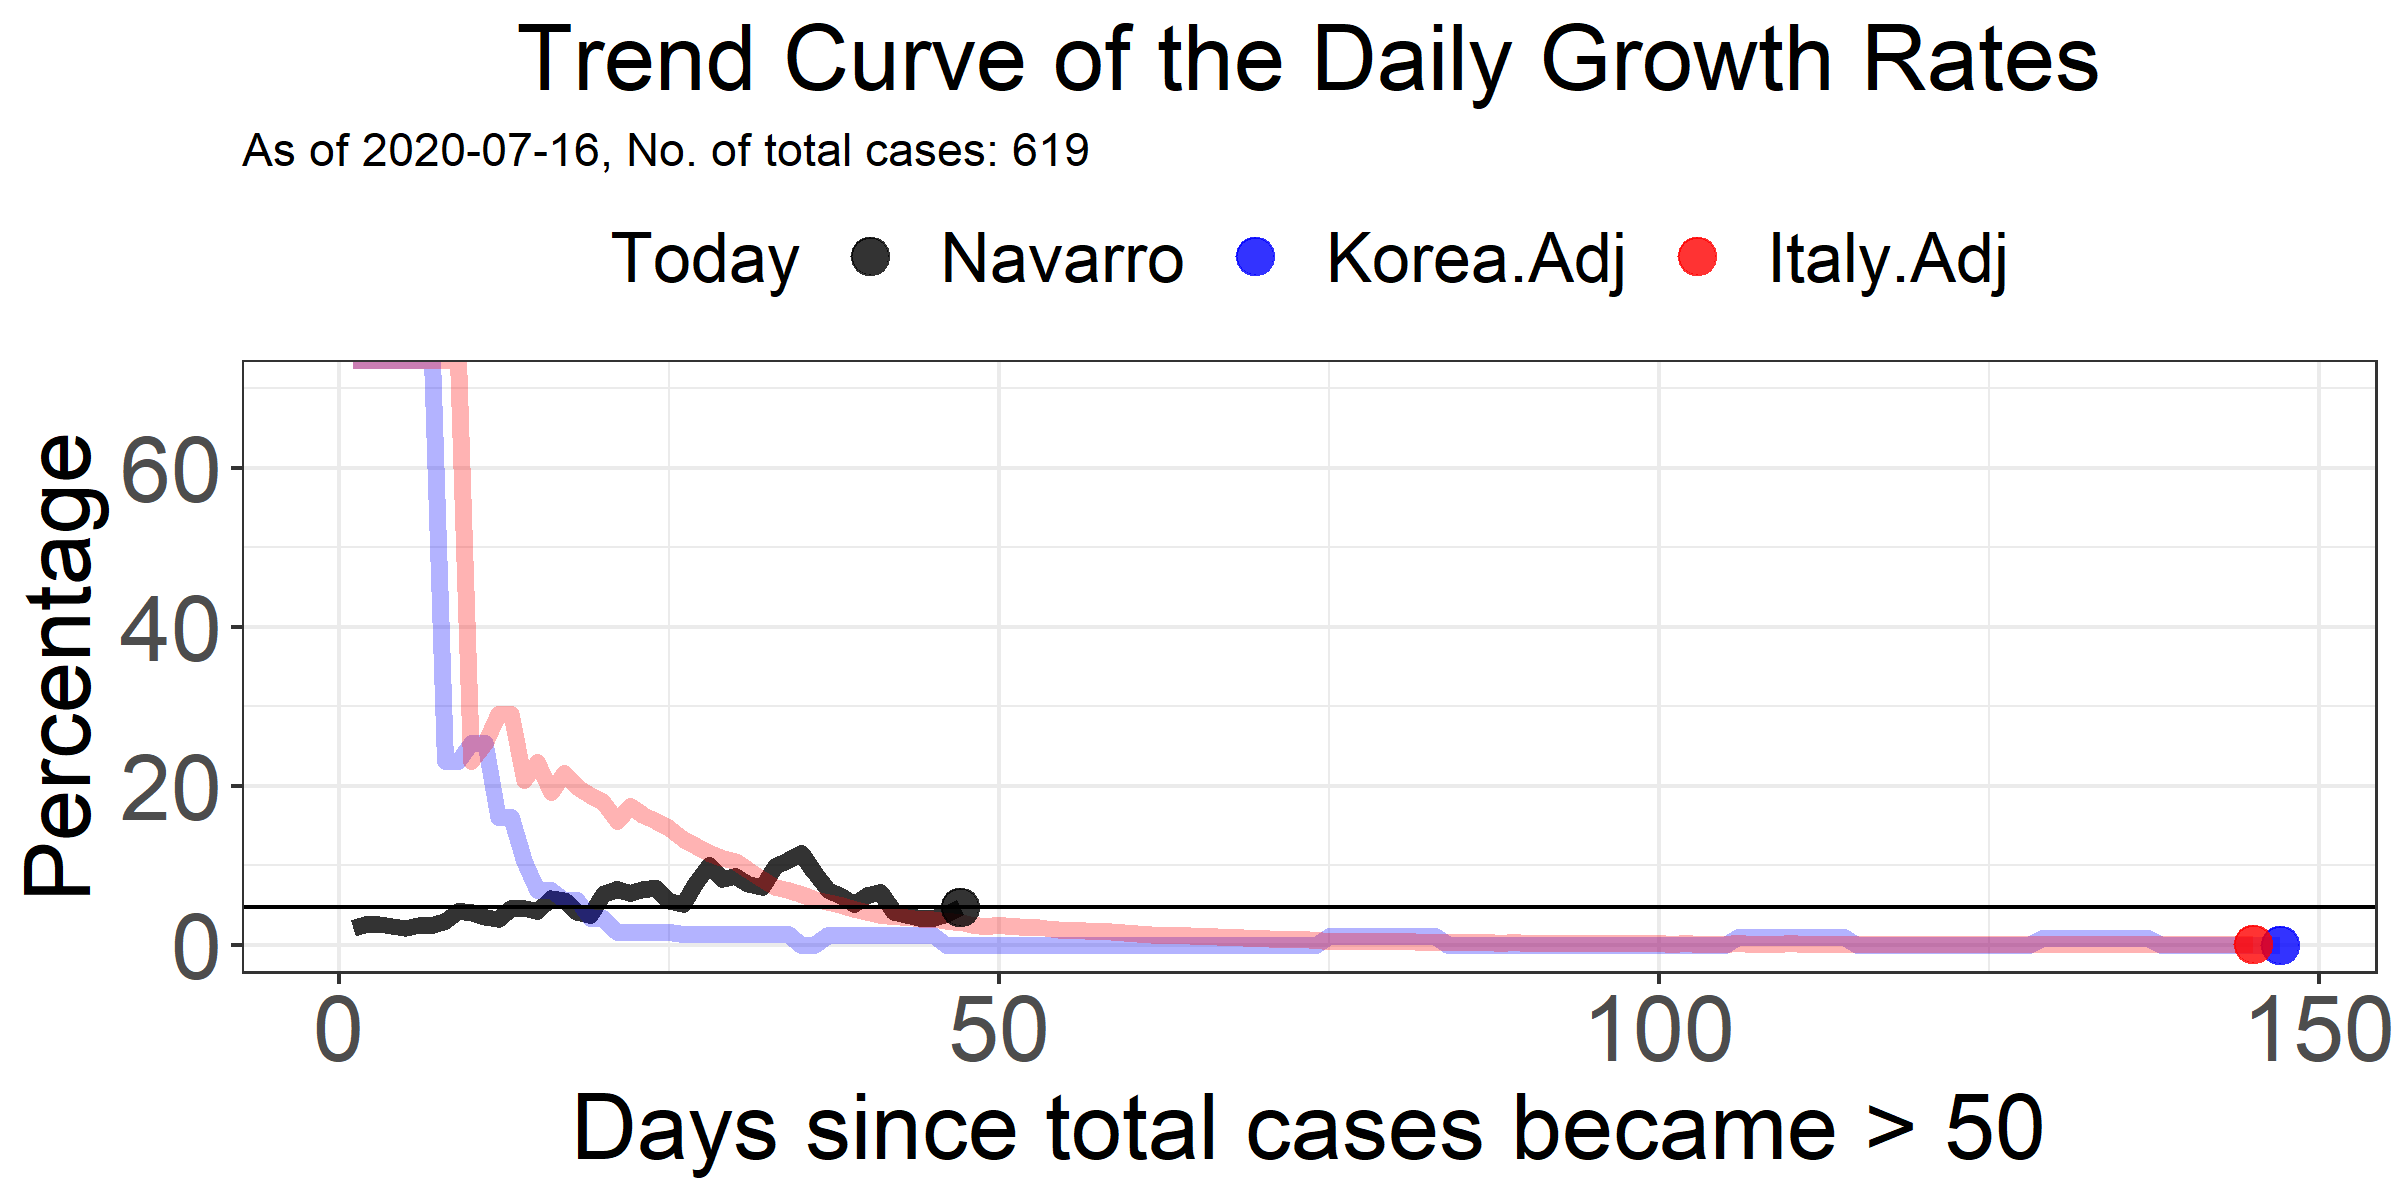 Trend Curve of the Daily Growth Rates
As of 2020-07-16, No. of total cases: 619
Today Navarro Korea.Adj Italy.Adj
Percentage
60
40
20
0
0 50 100 150
Days since total cases became > 50